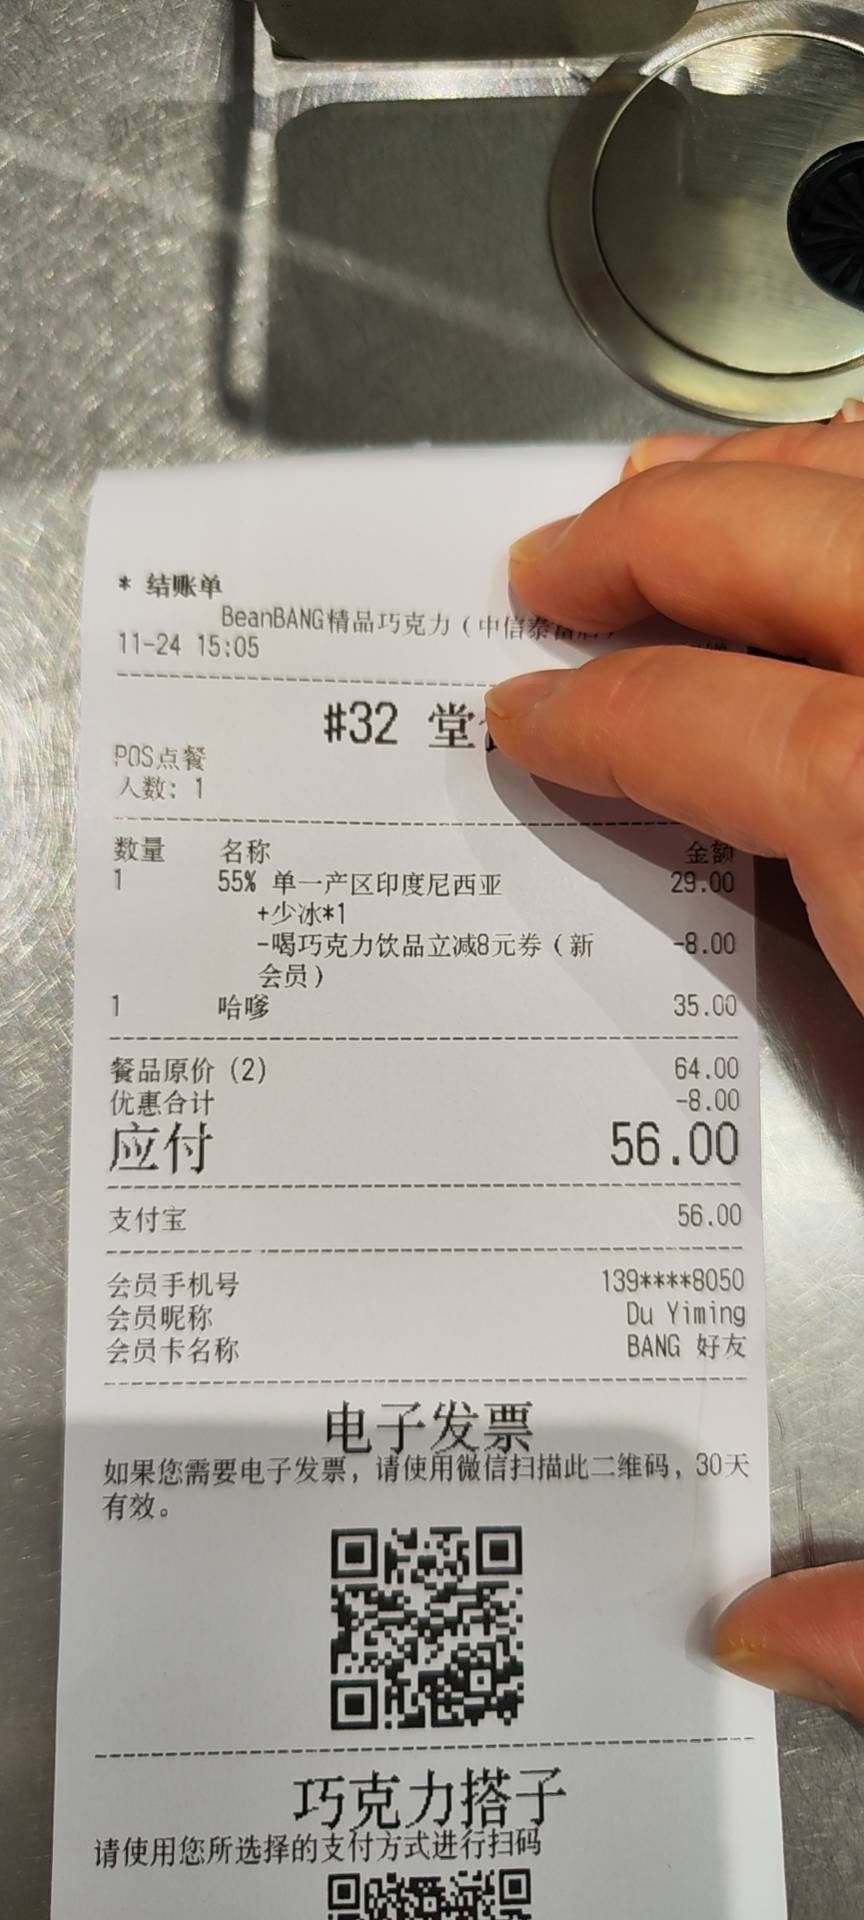 * 结账单
BeanBANG精品巧克力（中信泰富店）
11-24 15:05
#32 堂
POS点餐
人数: 1
数量 名称 金额
1 55% 单一产区印度尼西亚 29.00
+少冰*1
-喝巧克力饮品立减8元券（新 -8.00
会员）
1 哈嗲 35.00
餐品原价 (2) 64.00
优惠合计 -8.00
应付 56.00
支付宝 56.00
会员手机号 139****8050
会员昵称 Du Yiming
会员卡名称 BANG 好友
电子发票
如果您需要电子发票，请使用微信扫描此二维码，30天
有效。
巧克力搭子
请使用您所选择的支付方式进行扫码